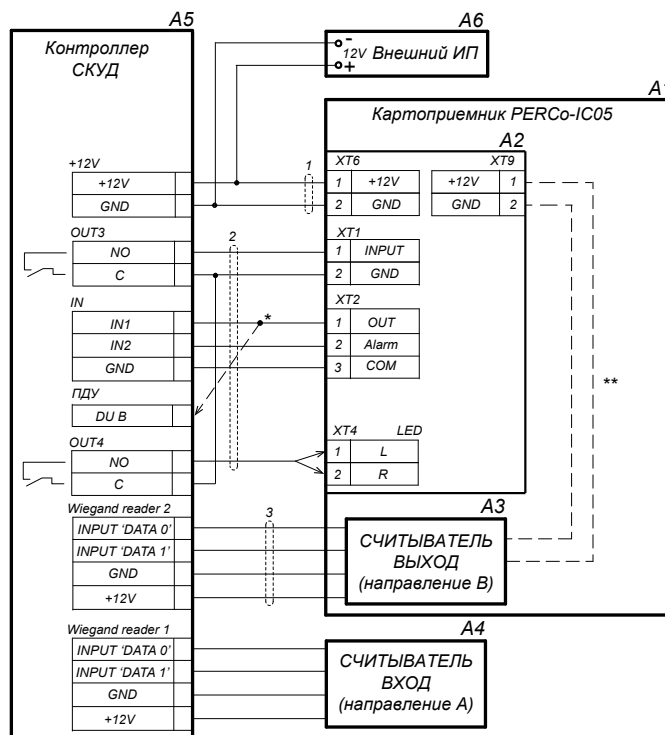 A5
Контроллер
СКУД
+12V
+12V
GND
OUT3
NO
C
IN
IN1
IN2
GND
ПДУ
DU B
OUT4
NO
C
Wiegand reader 2
INPUT ‘DATA 0’
INPUT ‘DATA 1’
GND
+12V
Wiegand reader 1
INPUT ‘DATA 0’
INPUT ‘DATA 1’
GND
+12V
1
2
*
3
A6
-
12V Внешний ИП
+
A1
Картоприемник PERCo-IC05
A2
XT6
1 +12V
2 GND
XT9
+12V 1
GND 2
XT1
1 INPUT
2 GND
XT2
1 OUT
2 Alarm
3 COM
**
XT4 LED
1 L
2 R
A3
СЧИТЫВАТЕЛЬ
ВЫХОД
(направление B)
A4
СЧИТЫВАТЕЛЬ
ВХОД
(направление A)